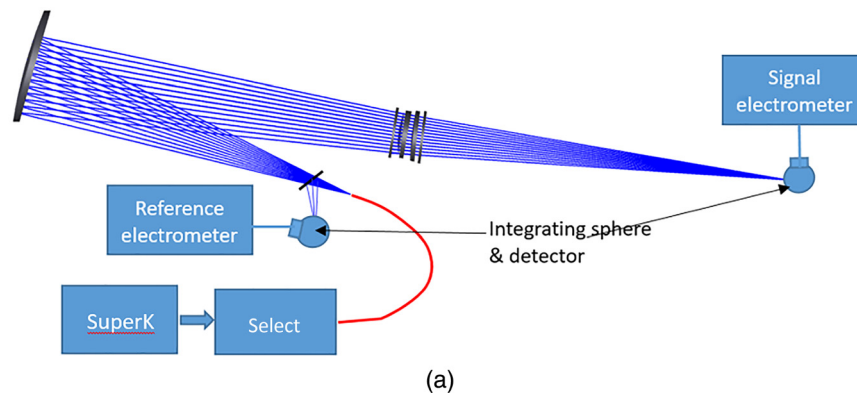 Signal
electrometer
Reference
electrometer
Integrating sphere
& detector
SuperK
Select
(a)